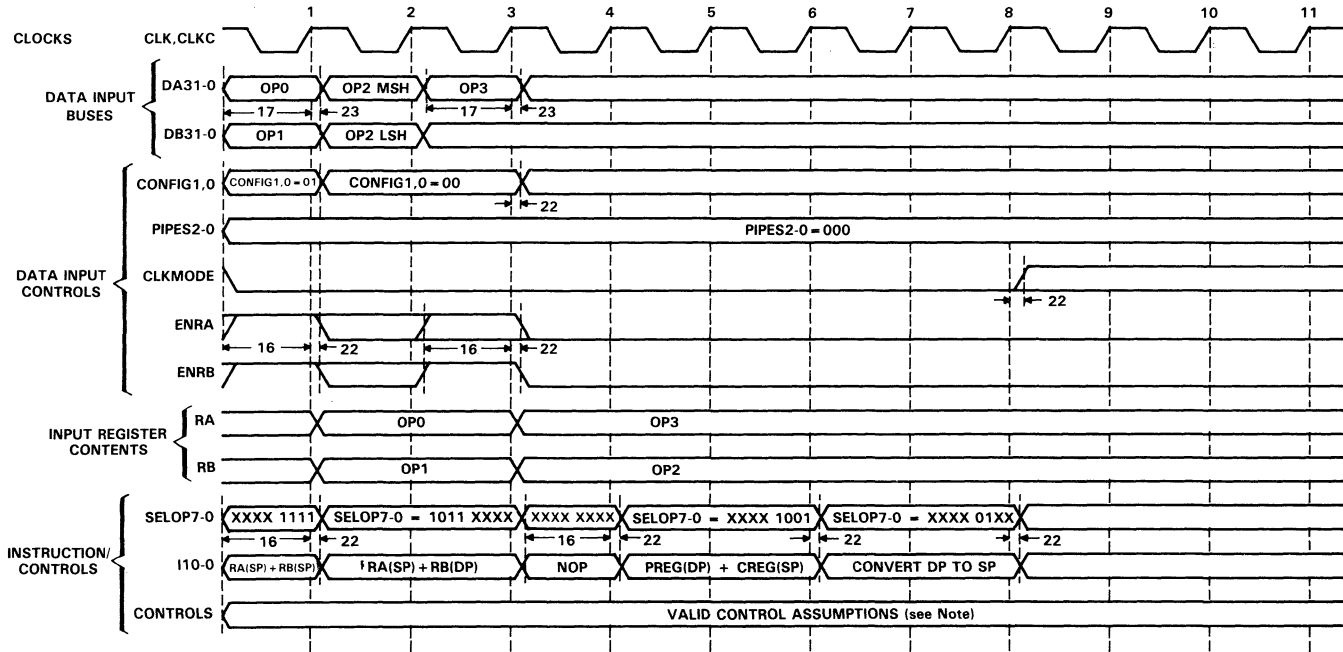 1 2 3 4 5 6 7 8 9 10 11
CLOCKS CLK,CLKC
DATA INPUT BUSES
DA31-0 OP0 OP2 MSH OP3
17 23 17 23
DB31-0 OP1 OP2 LSH
DATA INPUT CONTROLS
CONFIG1,0 CONFIG1,0 = 01 CONFIG1,0 = 00
22
PIPES2-0 PIPES2-0 = 000
CLKMODE
22
ENRA
16 22 16 22
ENRB
INPUT REGISTER CONTENTS
RA OP0 OP3
RB OP1 OP2
INSTRUCTION/ CONTROLS
SELOP7-0 XXXX 1111 SELOP7-0 = 1011 XXXX XXXX XXXX SELOP7-0 = XXXX 1001 SELOP7-0 = XXXX 01XX
16 22 16 22 22 22
I10-0 RA(SP) + RB(SP) RA(SP) + RB(DP) NOP PREG(DP) + CREG(SP) CONVERT DP TO SP
CONTROLS VALID CONTROL ASSUMPTIONS (see Note)